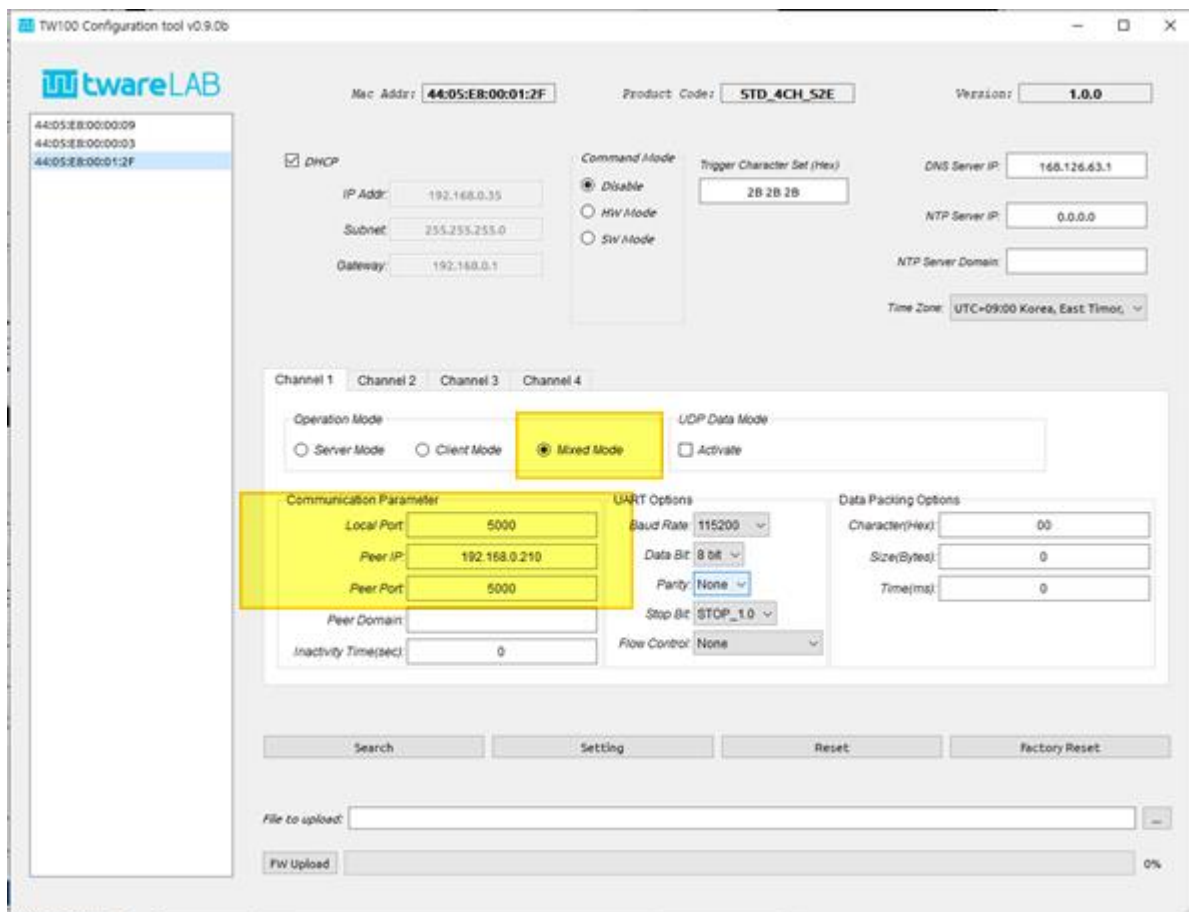 TW100 Configuration tool v0.9.0b
twareLAB
Mac Addr: 44:05:E8:00:01:2F Product Code: STD_4CH_S2E Version: 1.0.0
44:05:E8:00:00:09
44:05:E8:00:00:03
44:05:E8:00:01:2F
DHCP
IP Addr: 192.168.0.35
Subnet: 255.255.255.0
Gateway: 192.168.0.1
Command Mode
Disable
HW Mode
SW Mode
Trigger Character Set (Hex)
2B 2B 2B
DNS Server IP: 168.126.63.1
NTP Server IP: 0.0.0.0
NTP Server Domain:
Time Zone: UTC+09:00 Korea, East Timor,
Channel 1 Channel 2 Channel 3 Channel 4
Operation Mode
Server Mode Client Mode Mixed Mode
UDP Data Mode
Activate
Communication Parameter
Local Port: 5000
Peer IP: 192.168.0.210
Peer Port: 5000
Peer Domain:
Inactivity Time(sec): 0
UART Options
Baud Rate: 115200
Data Bit: 8 bit
Parity: None
Stop Bit: STOP_1.0
Flow Control: None
Data Packing Options
Character(Hex): 00
Size(Bytes): 0
Time(ms): 0
Search Setting Reset Factory Reset
File to upload: ...
FW Upload 0%